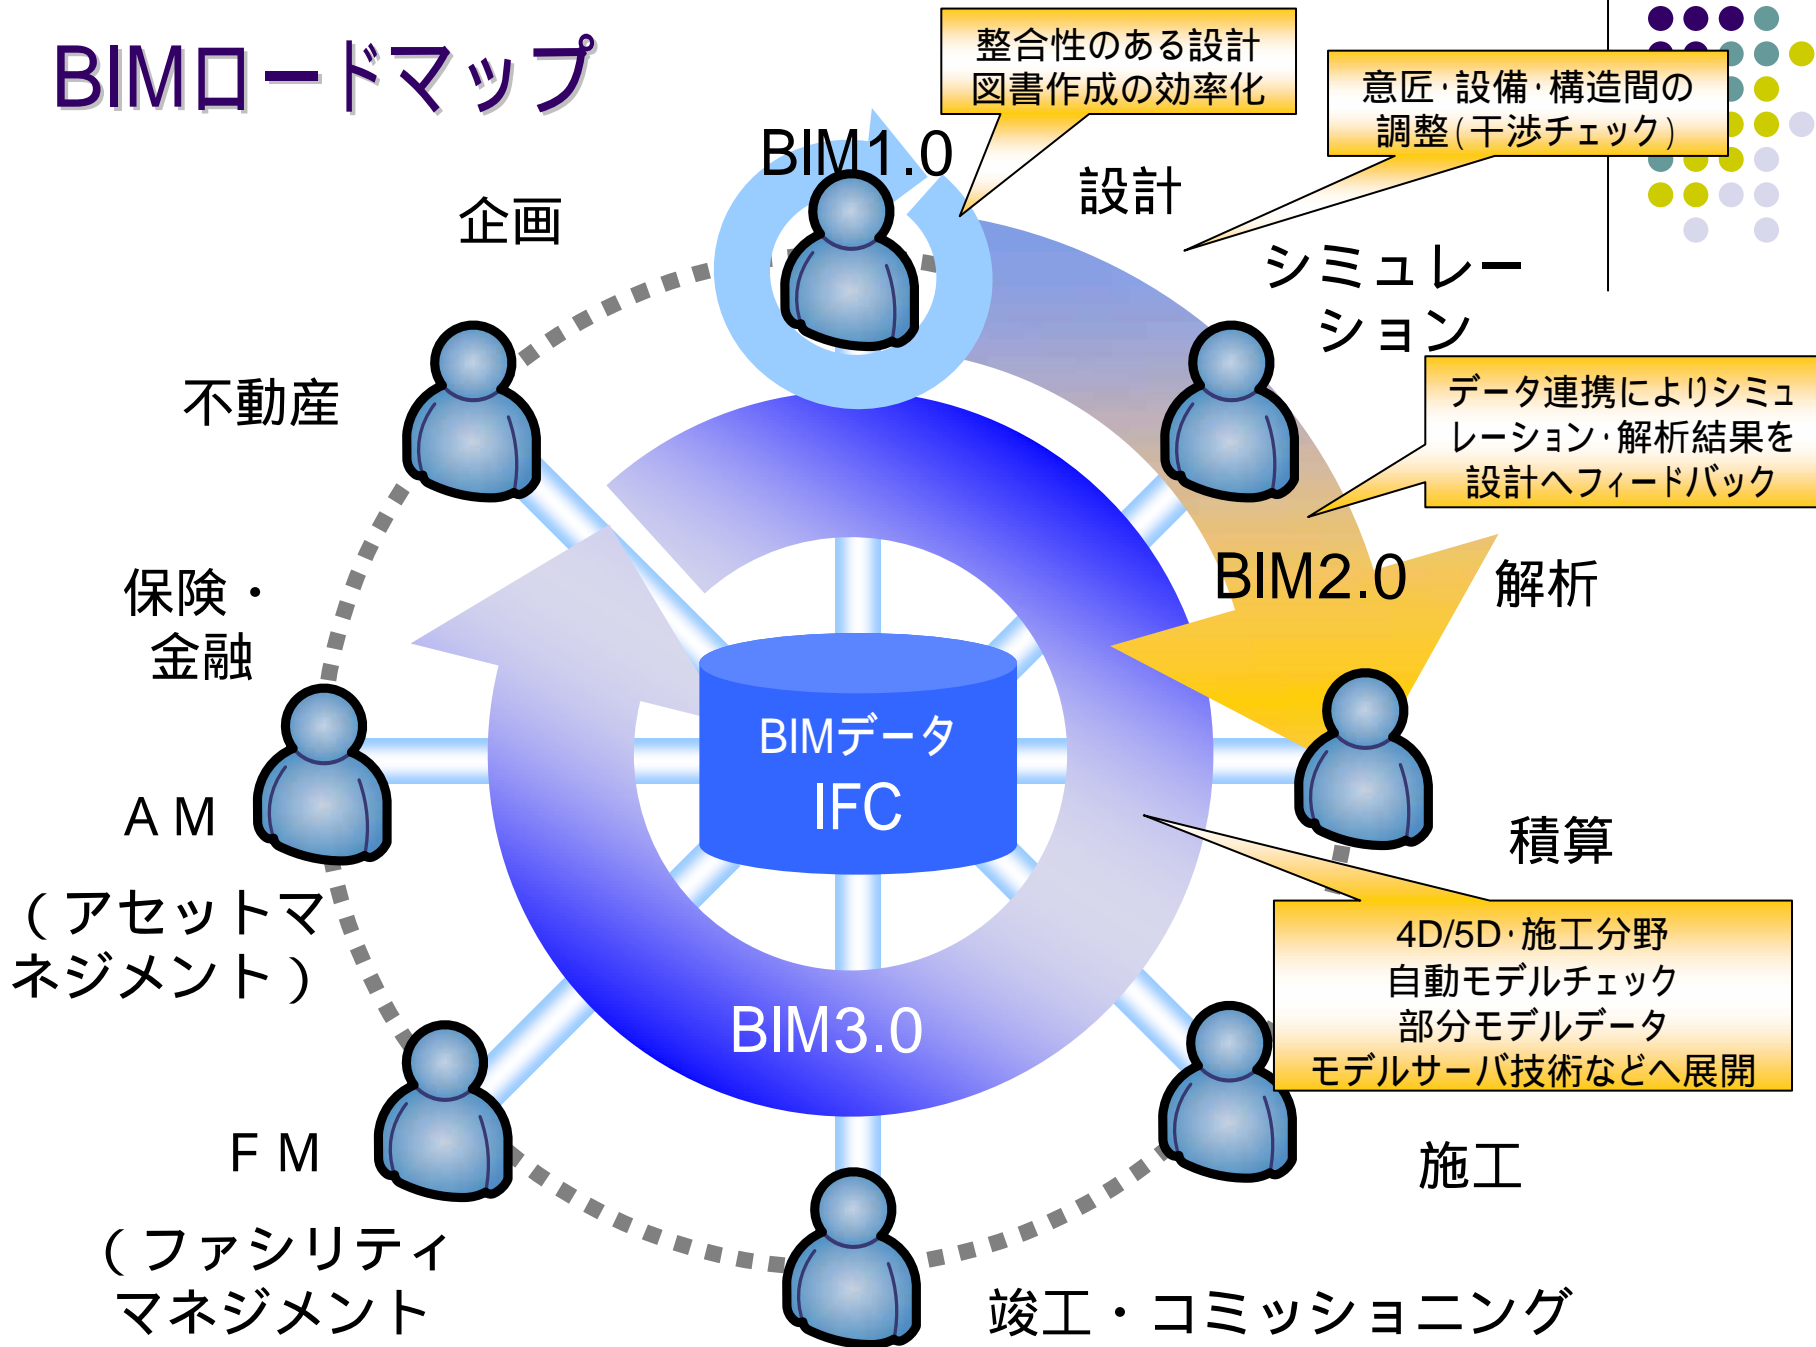 BIMロードマップ
整合性のある設計
図書作成の効率化
意匠・設備・構造間の
調整(干渉チェック)
BIM1.0
設計
企画
シミュレー
ション
不動産
データ連携によりシミュ
レーション・解析結果を
設計へフィードバック
BIM2.0
解析
保険・
金融
BIMデータ
IFC
AM
(アセットマ
ネジメント)
積算
4D/5D・施工分野
自動モデルチェック
部分モデルデータ
モデルサーバ技術などへ展開
BIM3.0
FM
(ファシリティ
マネジメント
施工
竣工・コミッショニング